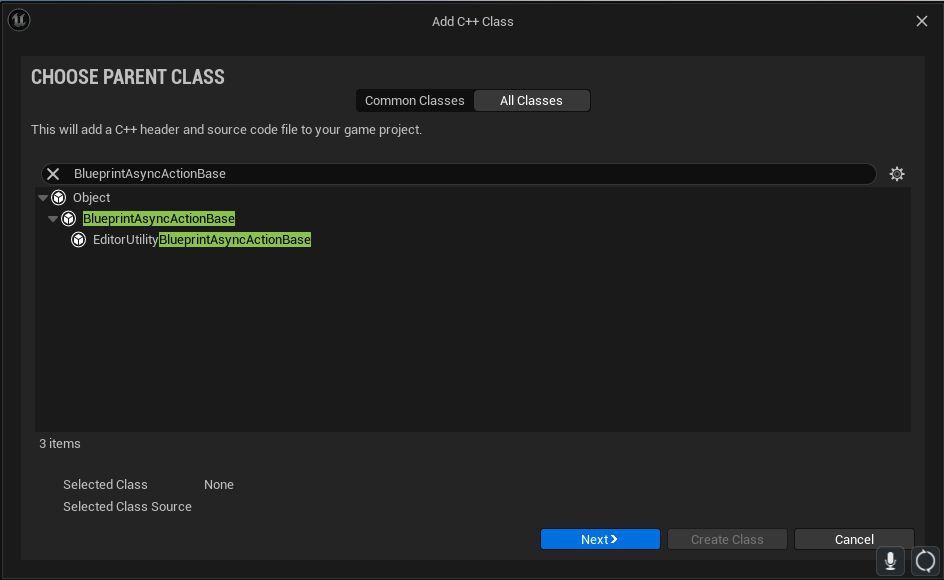 Add C++ Class
CHOOSE PARENT CLASS
Common Classes All Classes
This will add a C++ header and source code file to your game project.
BlueprintAsyncActionBase
Object
BlueprintAsyncActionBase
EditorUtilityBlueprintAsyncActionBase
3 items
Selected Class None
Selected Class Source
Next Create Class Cancel